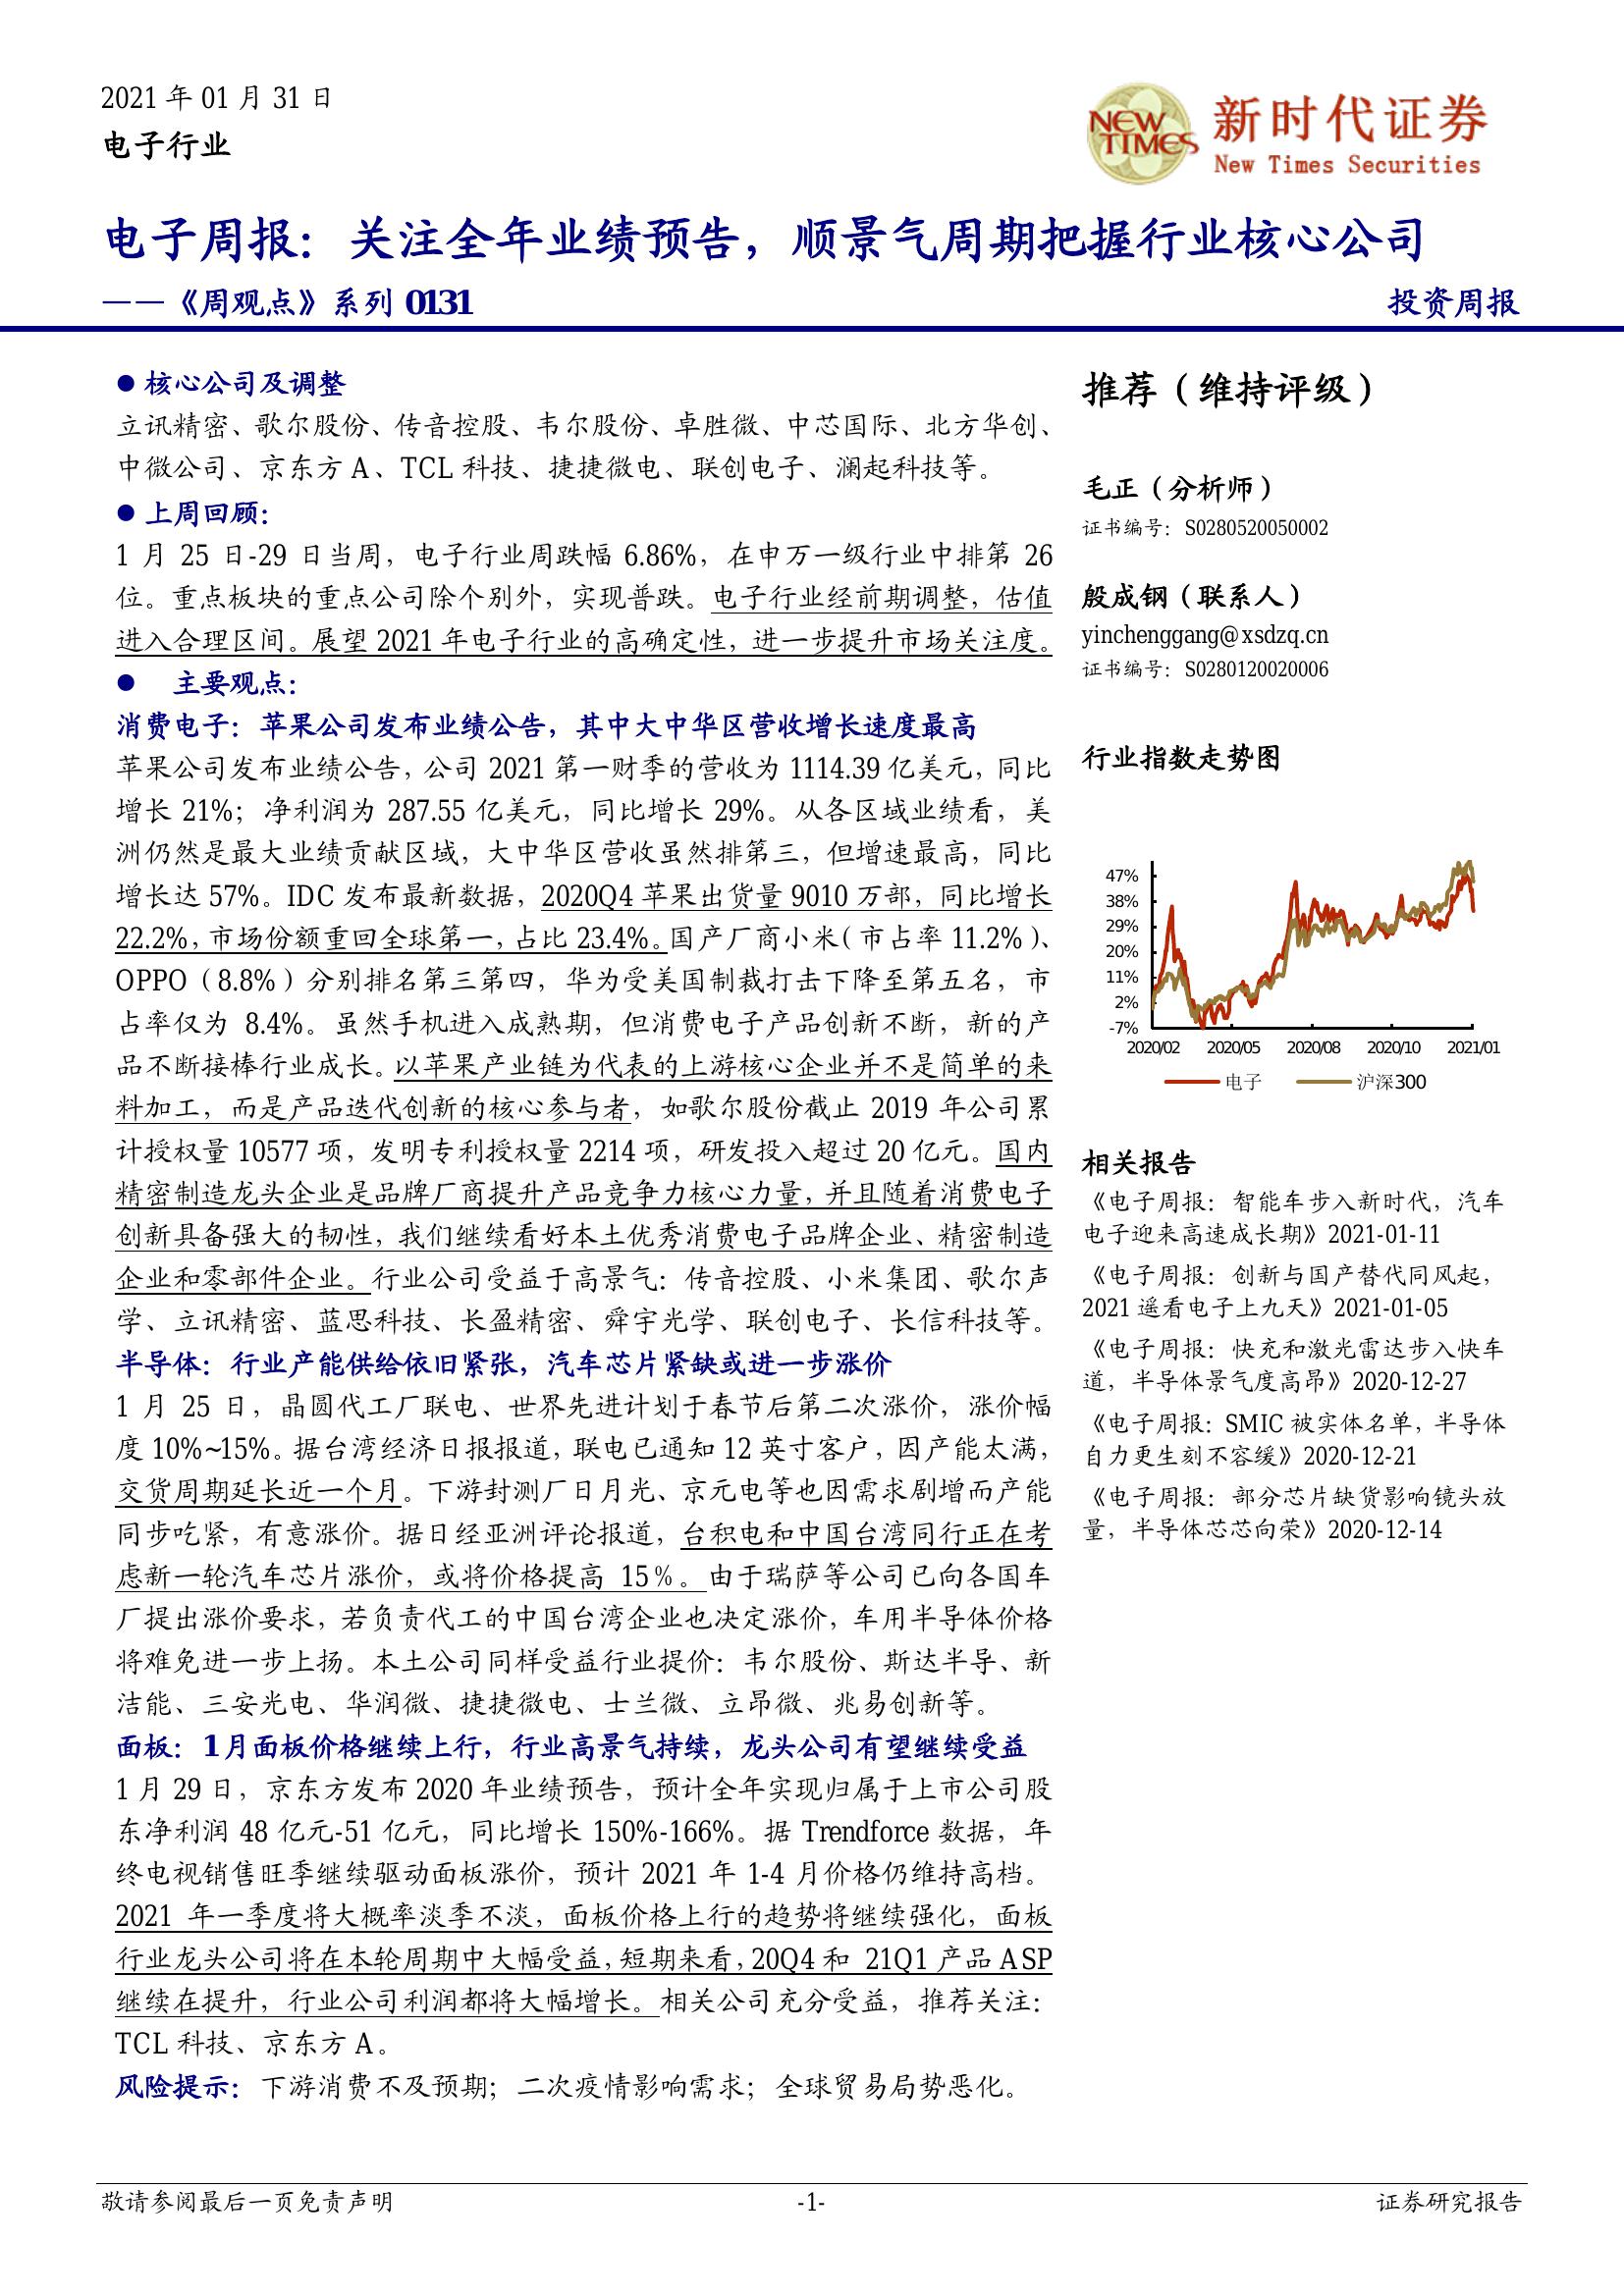 2021 年 01 月 31 日
电子行业
NEW
TIMES
新时代证券
New Times Securities
电子周报：关注全年业绩预告，顺景气周期把握行业核心公司
——《周观点》系列 0131
投资周报
● 核心公司及调整
立讯精密、歌尔股份、传音控股、韦尔股份、卓胜微、中芯国际、北方华创、
中微公司、京东方 A、TCL 科技、捷捷微电、联创电子、澜起科技等。
● 上周回顾：
1 月 25 日-29 日当周，电子行业周跌幅 6.86%，在申万一级行业中排第 26
位。重点板块的重点公司除个别外，实现普跌。电子行业经前期调整，估值
进入合理区间。展望 2021 年电子行业的高确定性，进一步提升市场关注度。
● 主要观点：
消费电子：苹果公司发布业绩公告，其中大中华区营收增长速度最高
苹果公司发布业绩公告，公司 2021 第一财季的营收为 1114.39 亿美元，同比
增长 21%；净利润为 287.55 亿美元，同比增长 29%。从各区域业绩看，美
洲仍然是最大业绩贡献区域，大中华区营收虽然排第三，但增速最高，同比
增长达 57%。IDC 发布最新数据，2020Q4 苹果出货量 9010 万部，同比增长
22.2%，市场份额重回全球第一，占比 23.4%。国产厂商小米（市占率 11.2%）、
OPPO（8.8%）分别排名第三第四，华为受美国制裁打击下降至第五名，市
占率仅为 8.4%。虽然手机进入成熟期，但消费电子产品创新不断，新的产
品不断接棒行业成长。以苹果产业链为代表的上游核心企业并不是简单的来
料加工，而是产品迭代创新的核心参与者，如歌尔股份截止 2019 年公司累
计授权量 10577 项，发明专利授权量 2214 项，研发投入超过 20 亿元。国内
精密制造龙头企业是品牌厂商提升产品竞争力核心力量，并且随着消费电子
创新具备强大的韧性，我们继续看好本土优秀消费电子品牌企业、精密制造
企业和零部件企业。行业公司受益于高景气：传音控股、小米集团、歌尔声
学、立讯精密、蓝思科技、长盈精密、舜宇光学、联创电子、长信科技等。
半导体：行业产能供给依旧紧张，汽车芯片紧缺或进一步涨价
1 月 25 日，晶圆代工厂联电、世界先进计划于春节后第二次涨价，涨价幅
度 10%~15%。据台湾经济日报报道，联电已通知 12 英寸客户，因产能太满，
交货周期延长近一个月。下游封测厂日月光、京元电等也因需求剧增而产能
同步吃紧，有意涨价。据日经亚洲评论报道，台积电和中国台湾同行正在考
虑新一轮汽车芯片涨价，或将价格提高 15%。由于瑞萨等公司已向各国车
厂提出涨价要求，若负责代工的中国台湾企业也决定涨价，车用半导体价格
将难免进一步上扬。本土公司同样受益行业提价：韦尔股份、斯达半导、新
洁能、三安光电、华润微、捷捷微电、士兰微、立昂微、兆易创新等。
面板：1月面板价格继续上行，行业高景气持续，龙头公司有望继续受益
1 月 29 日，京东方发布 2020 年业绩预告，预计全年实现归属于上市公司股
东净利润 48 亿元-51 亿元，同比增长 150%-166%。据 Trendforce 数据，年
终电视销售旺季继续驱动面板涨价，预计 2021 年 1-4 月价格仍维持高档。
2021 年一季度将大概率淡季不淡，面板价格上行的趋势将继续强化，面板
行业龙头公司将在本轮周期中大幅受益，短期来看，20Q4 和 21Q1 产品 ASP
继续在提升，行业公司利润都将大幅增长。相关公司充分受益，推荐关注：
TCL 科技、京东方 A。
风险提示：下游消费不及预期；二次疫情影响需求；全球贸易局势恶化。
推荐（维持评级）
毛正（分析师）
证书编号：S0280520050002
殷成钢（联系人）
yinchenggang@xsdzq.cn
证书编号：S0280120020006
行业指数走势图
47%
38%
29%
20%
11%
2%
-7%
2020/02 2020/05 2020/08 2020/10 2021/01
电子 沪深300
相关报告
《电子周报：智能车步入新时代，汽车
电子迎来高速成长期》2021-01-11
《电子周报：创新与国产替代同风起，
2021 遥看电子上九天》2021-01-05
《电子周报：快充和激光雷达步入快车
道，半导体景气度高昂》2020-12-27
《电子周报：SMIC 被实体名单，半导体
自力更生刻不容缓》2020-12-21
《电子周报：部分芯片缺货影响镜头放
量，半导体芯芯向荣》2020-12-14
敬请参阅最后一页免责声明
-1-
证券研究报告